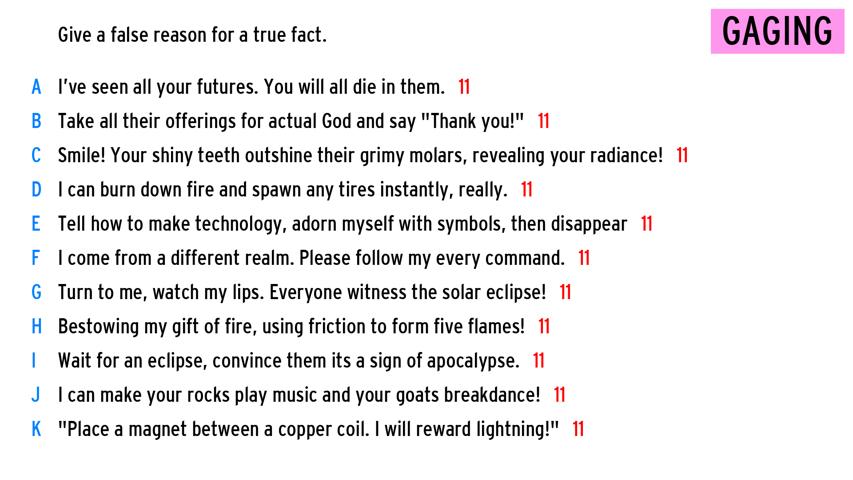 Give a false reason for a true fact.
GAGING
A I've seen all your futures. You will all die in them. 11
B Take all their offerings for actual God and say "Thank you!" 11
C Smile! Your shiny teeth outshine their grimy molars, revealing your radiance! 11
D I can burn down fire and spawn any tires instantly, really. 11
E Tell how to make technology, adorn myself with symbols, then disappear 11
F I come from a different realm. Please follow my every command. 11
G Turn to me, watch my lips. Everyone witness the solar eclipse! 11
H Bestowing my gift of fire, using friction to form five flames! 11
I Wait for an eclipse, convince them its a sign of apocalypse. 11
J I can make your rocks play music and your goats breakdance! 11
K "Place a magnet between a copper coil. I will reward lightning!" 11